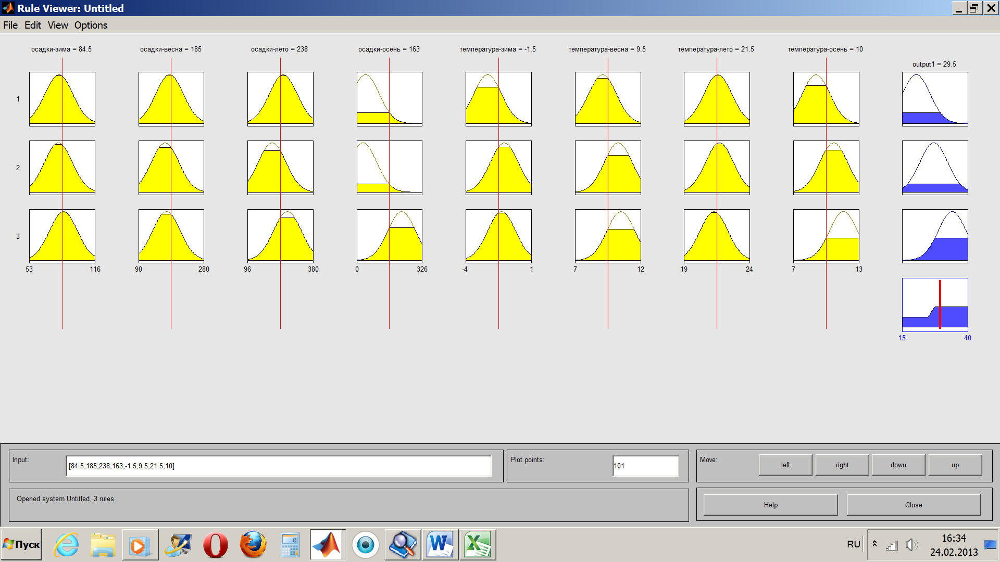 Rule Viewer: Untitled
File Edit View Options
осадки-зима = 84.5 осадки-весна = 185 осадки-лето = 238 осадки-осень = 163 температура-зима = -1.5 температура-весна = 9.5 температура-лето = 21.5 температура-осень = 10
output1 = 29.5
1
2
3
53 116 90 280 96 380 0 326 -4 1 7 12 19 24 7 13
15 40
Input: [84.5;185;238;163;-1.5;9.5;21.5;10] Plot points: 101 Move: left right down up
Opened system Untitled, 3 rules
Help Close
Пуск RU 16:34
24.02.2013